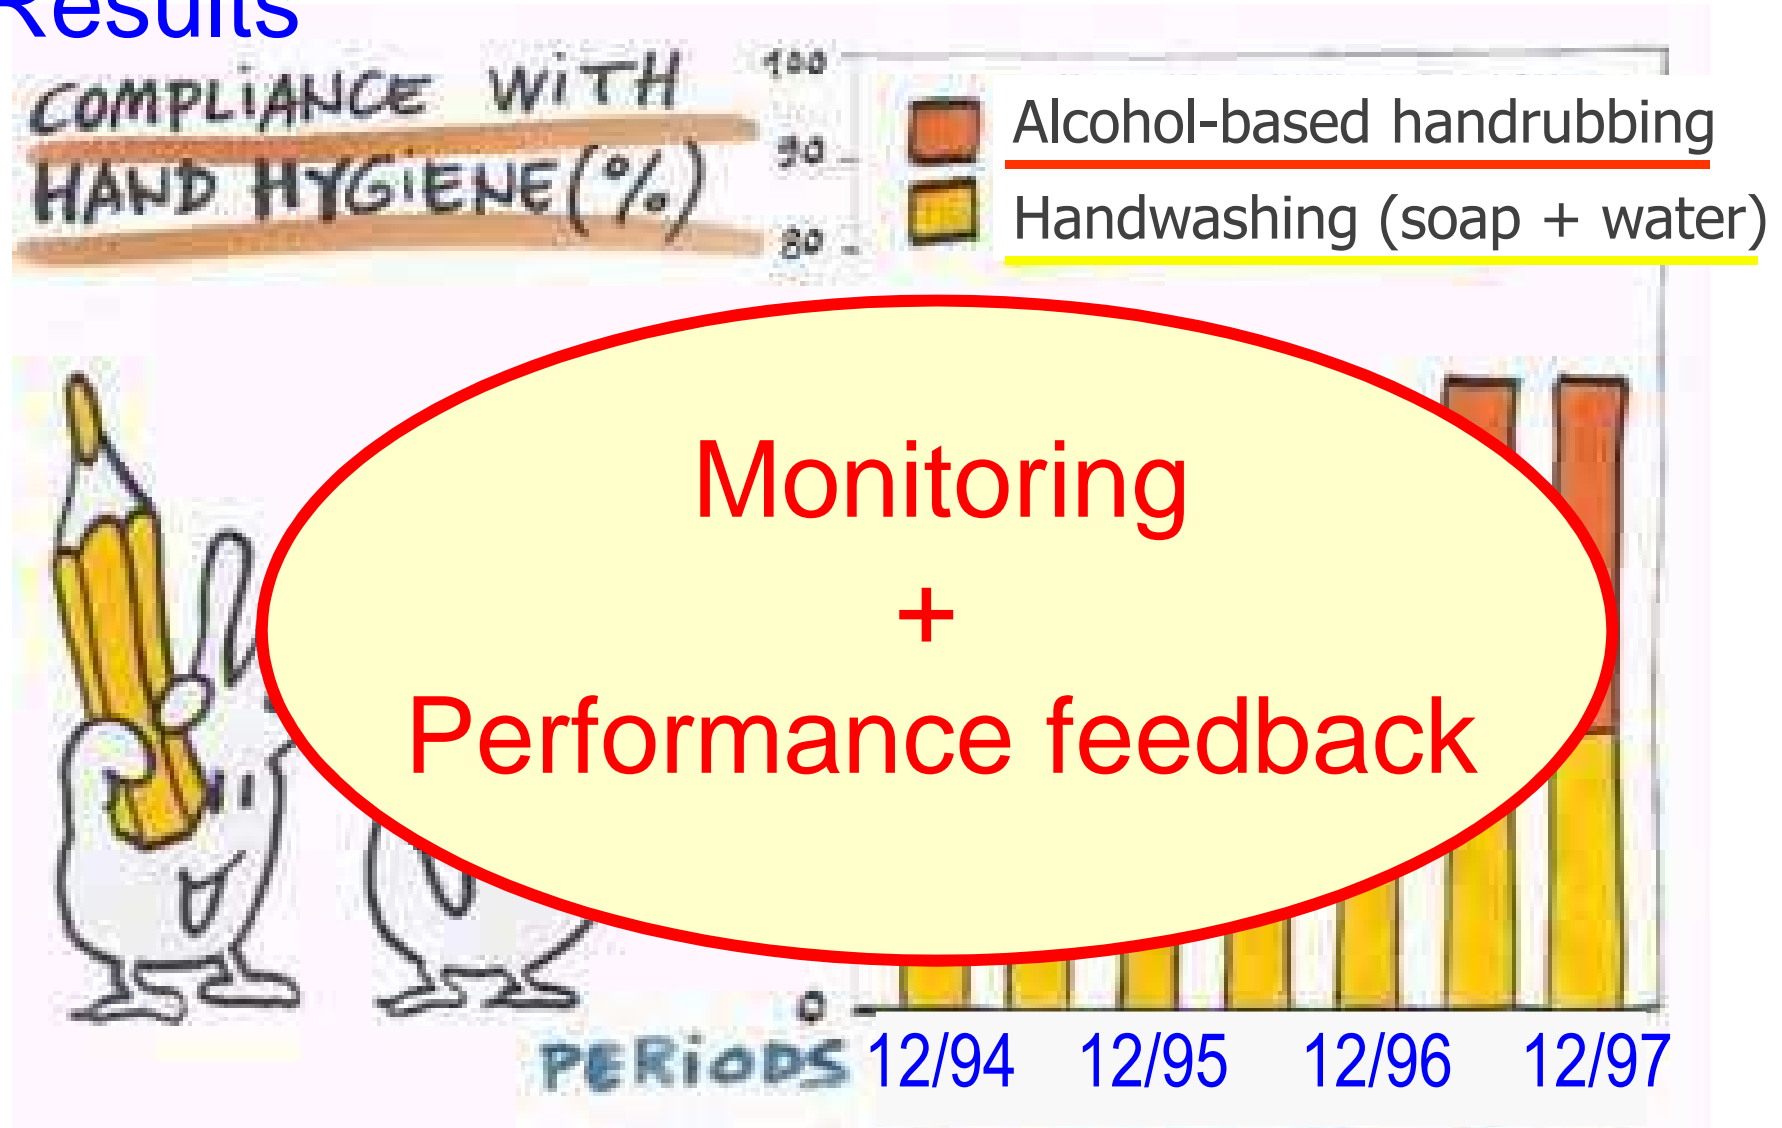 Results
COMPLiANCE WiTH
HAND HYGiENE (%)
100
90
80
Alcohol-based handrubbing
Handwashing (soap + water)
Monitoring
+
Performance feedback
0
PERiODS 12/94 12/95 12/96 12/97